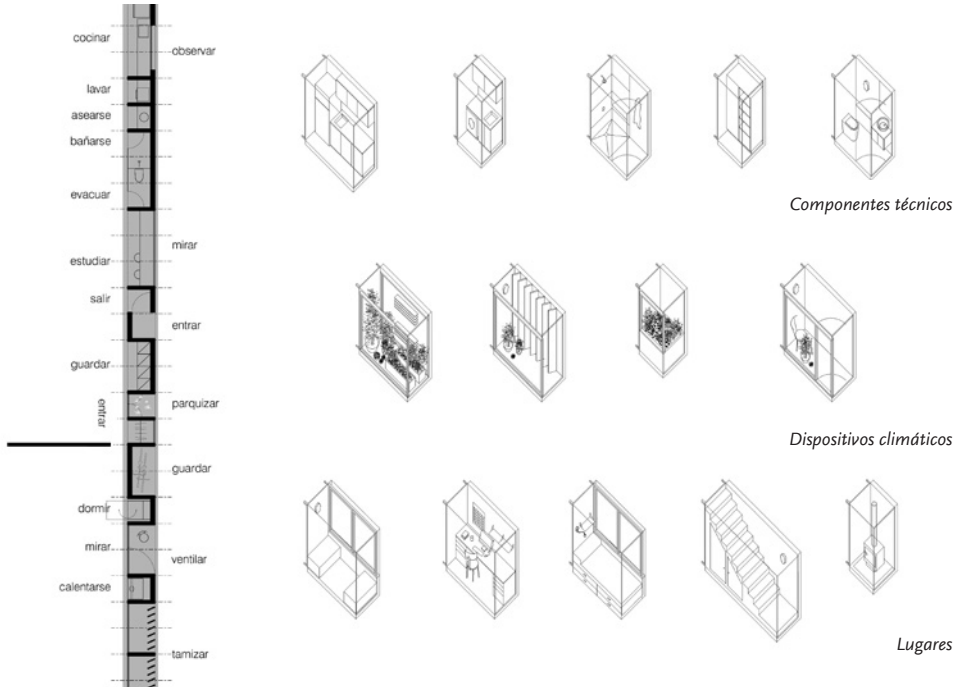 cocinar
observar
lavar
asearse
bañarse
evacuar
mirar
estudiar
salir
entrar
guardar
entrar
parquizar
guardar
dormir
mirar
ventilar
calentarse
tamizar
Componentes técnicos
Dispositivos climáticos
Lugares